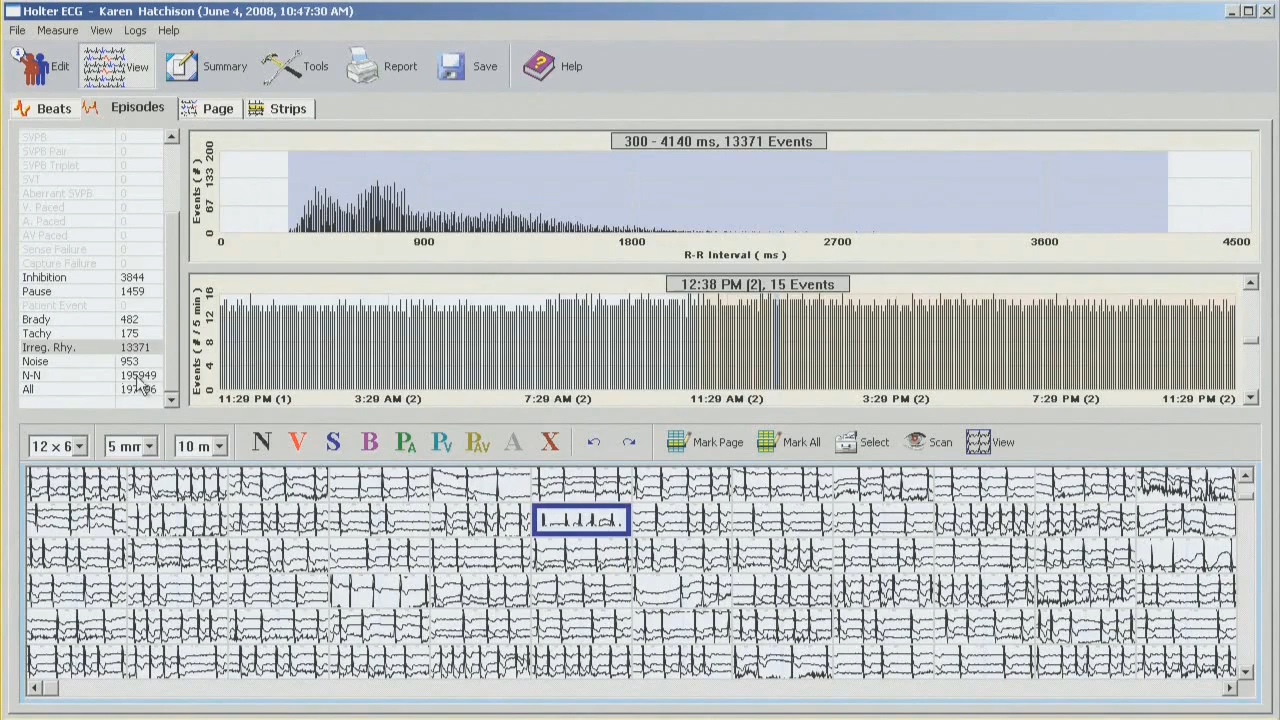 Holter ECG - Karen Hatchison (June 4, 2008, 10:47:30 AM)
File Measure View Logs Help
Edit View Summary Tools Report Save Help
Beats Episodes Page Strips
SVPB 0
SVPB Pair 0
SVPB Triplet 0
SVT 0
Aberrant SVPB 0
V. Paced 0
A. Paced 0
AV Paced 0
Sense Failure 0
Capture Failure 0
Inhibition 3844
Pause 1459
Patient Event 0
Brady 482
Tachy 175
Irreg. Rhy. 13371
Noise 953
N-N 195949
All
300 - 4140 ms, 13371 Events
Events ( # )
200
133
67
0
0 900 1800 2700 3600 4500
R-R Interval ( ms )
12:38 PM (2), 15 Events
Events ( # / 5 min )
16
12
8
4
0
11:29 PM (1) 3:29 AM (2) 7:29 AM (2) 11:29 AM (2) 3:29 PM (2) 7:29 PM (2) 11:29 PM (2)
12 × 6 5 mm 10 m N V S B PA PV PAV A X Mark Page Mark All Select Scan View